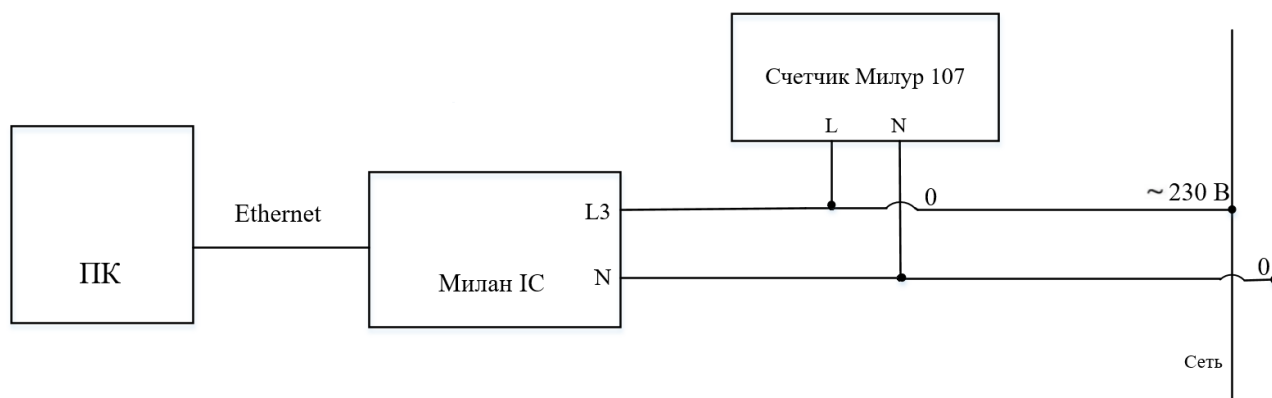 Счетчик Милур 107
L N
~230 В
0
L3
Ethernet
ПК
Милан IC
N
0
Сеть